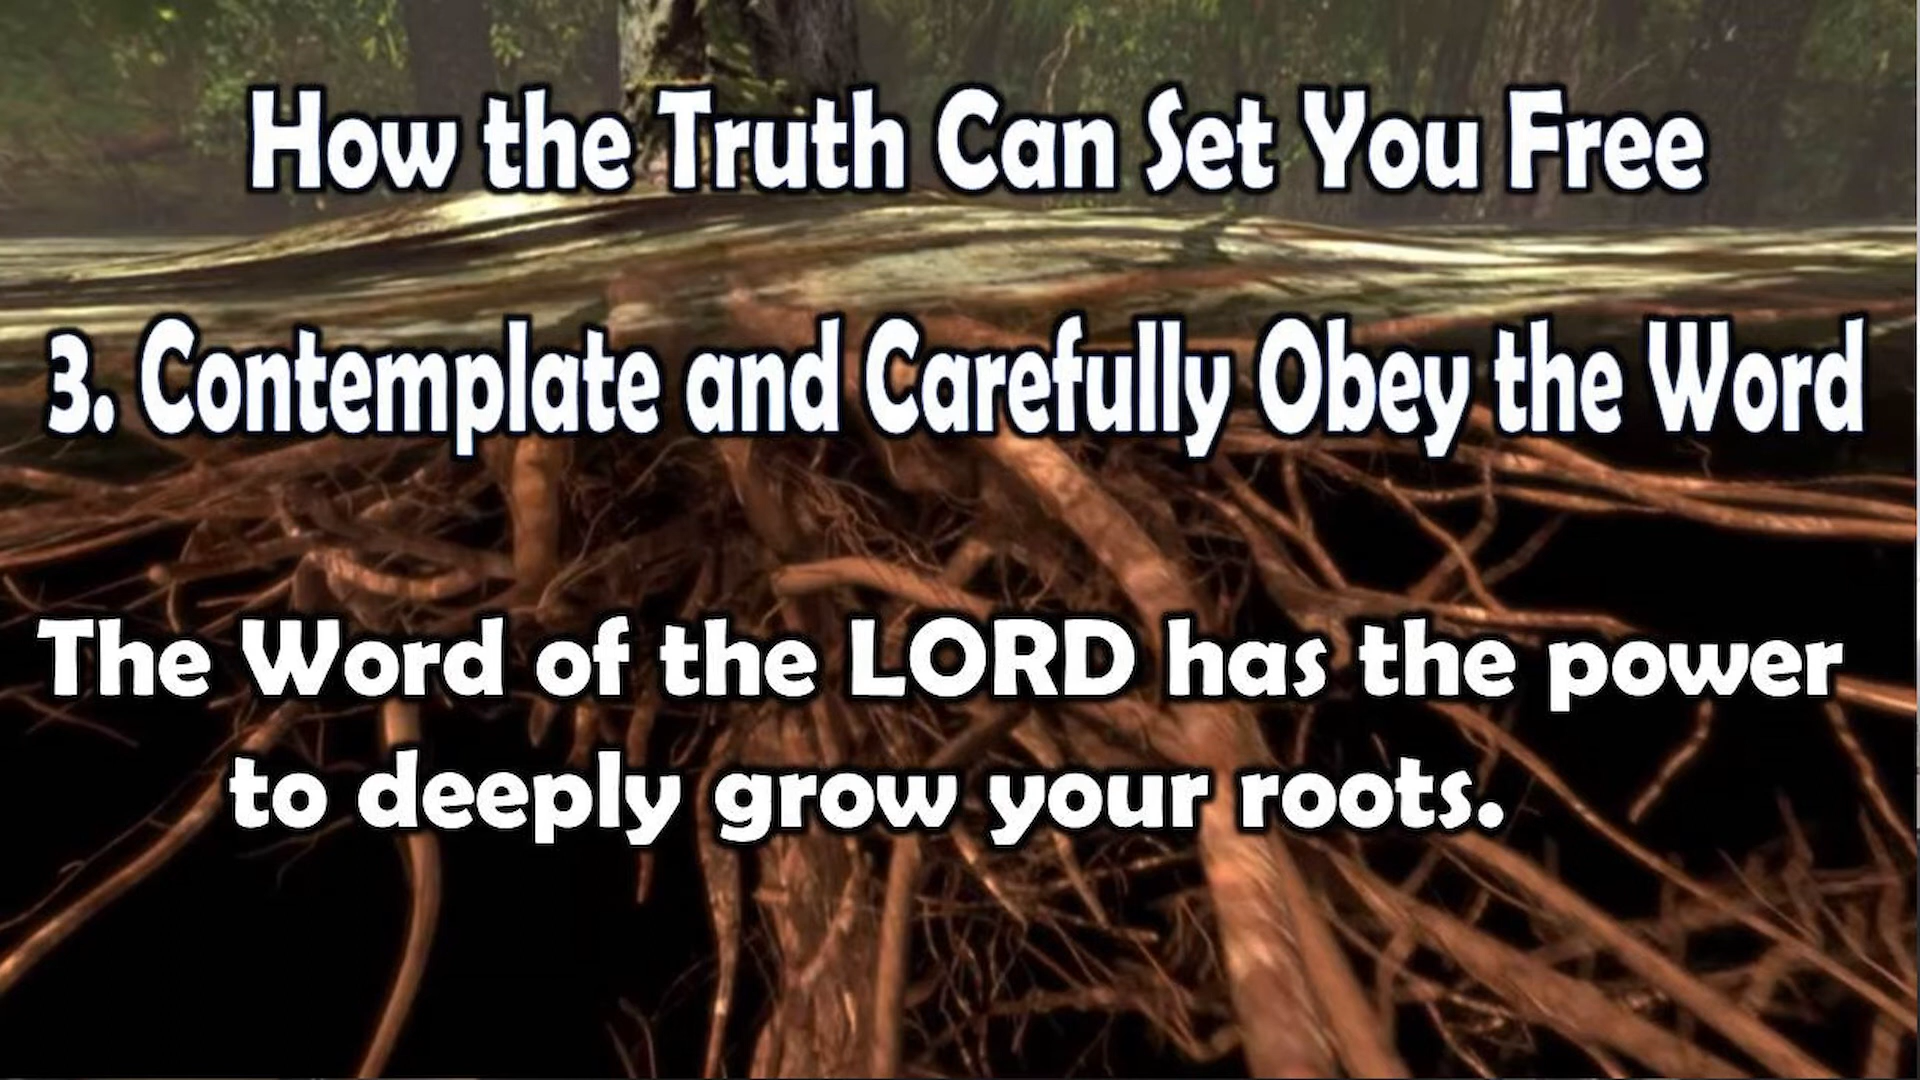 How the Truth Can Set You Free
3. Contemplate and Carefully Obey the Word
The Word of the LORD has the power
to deeply grow your roots.